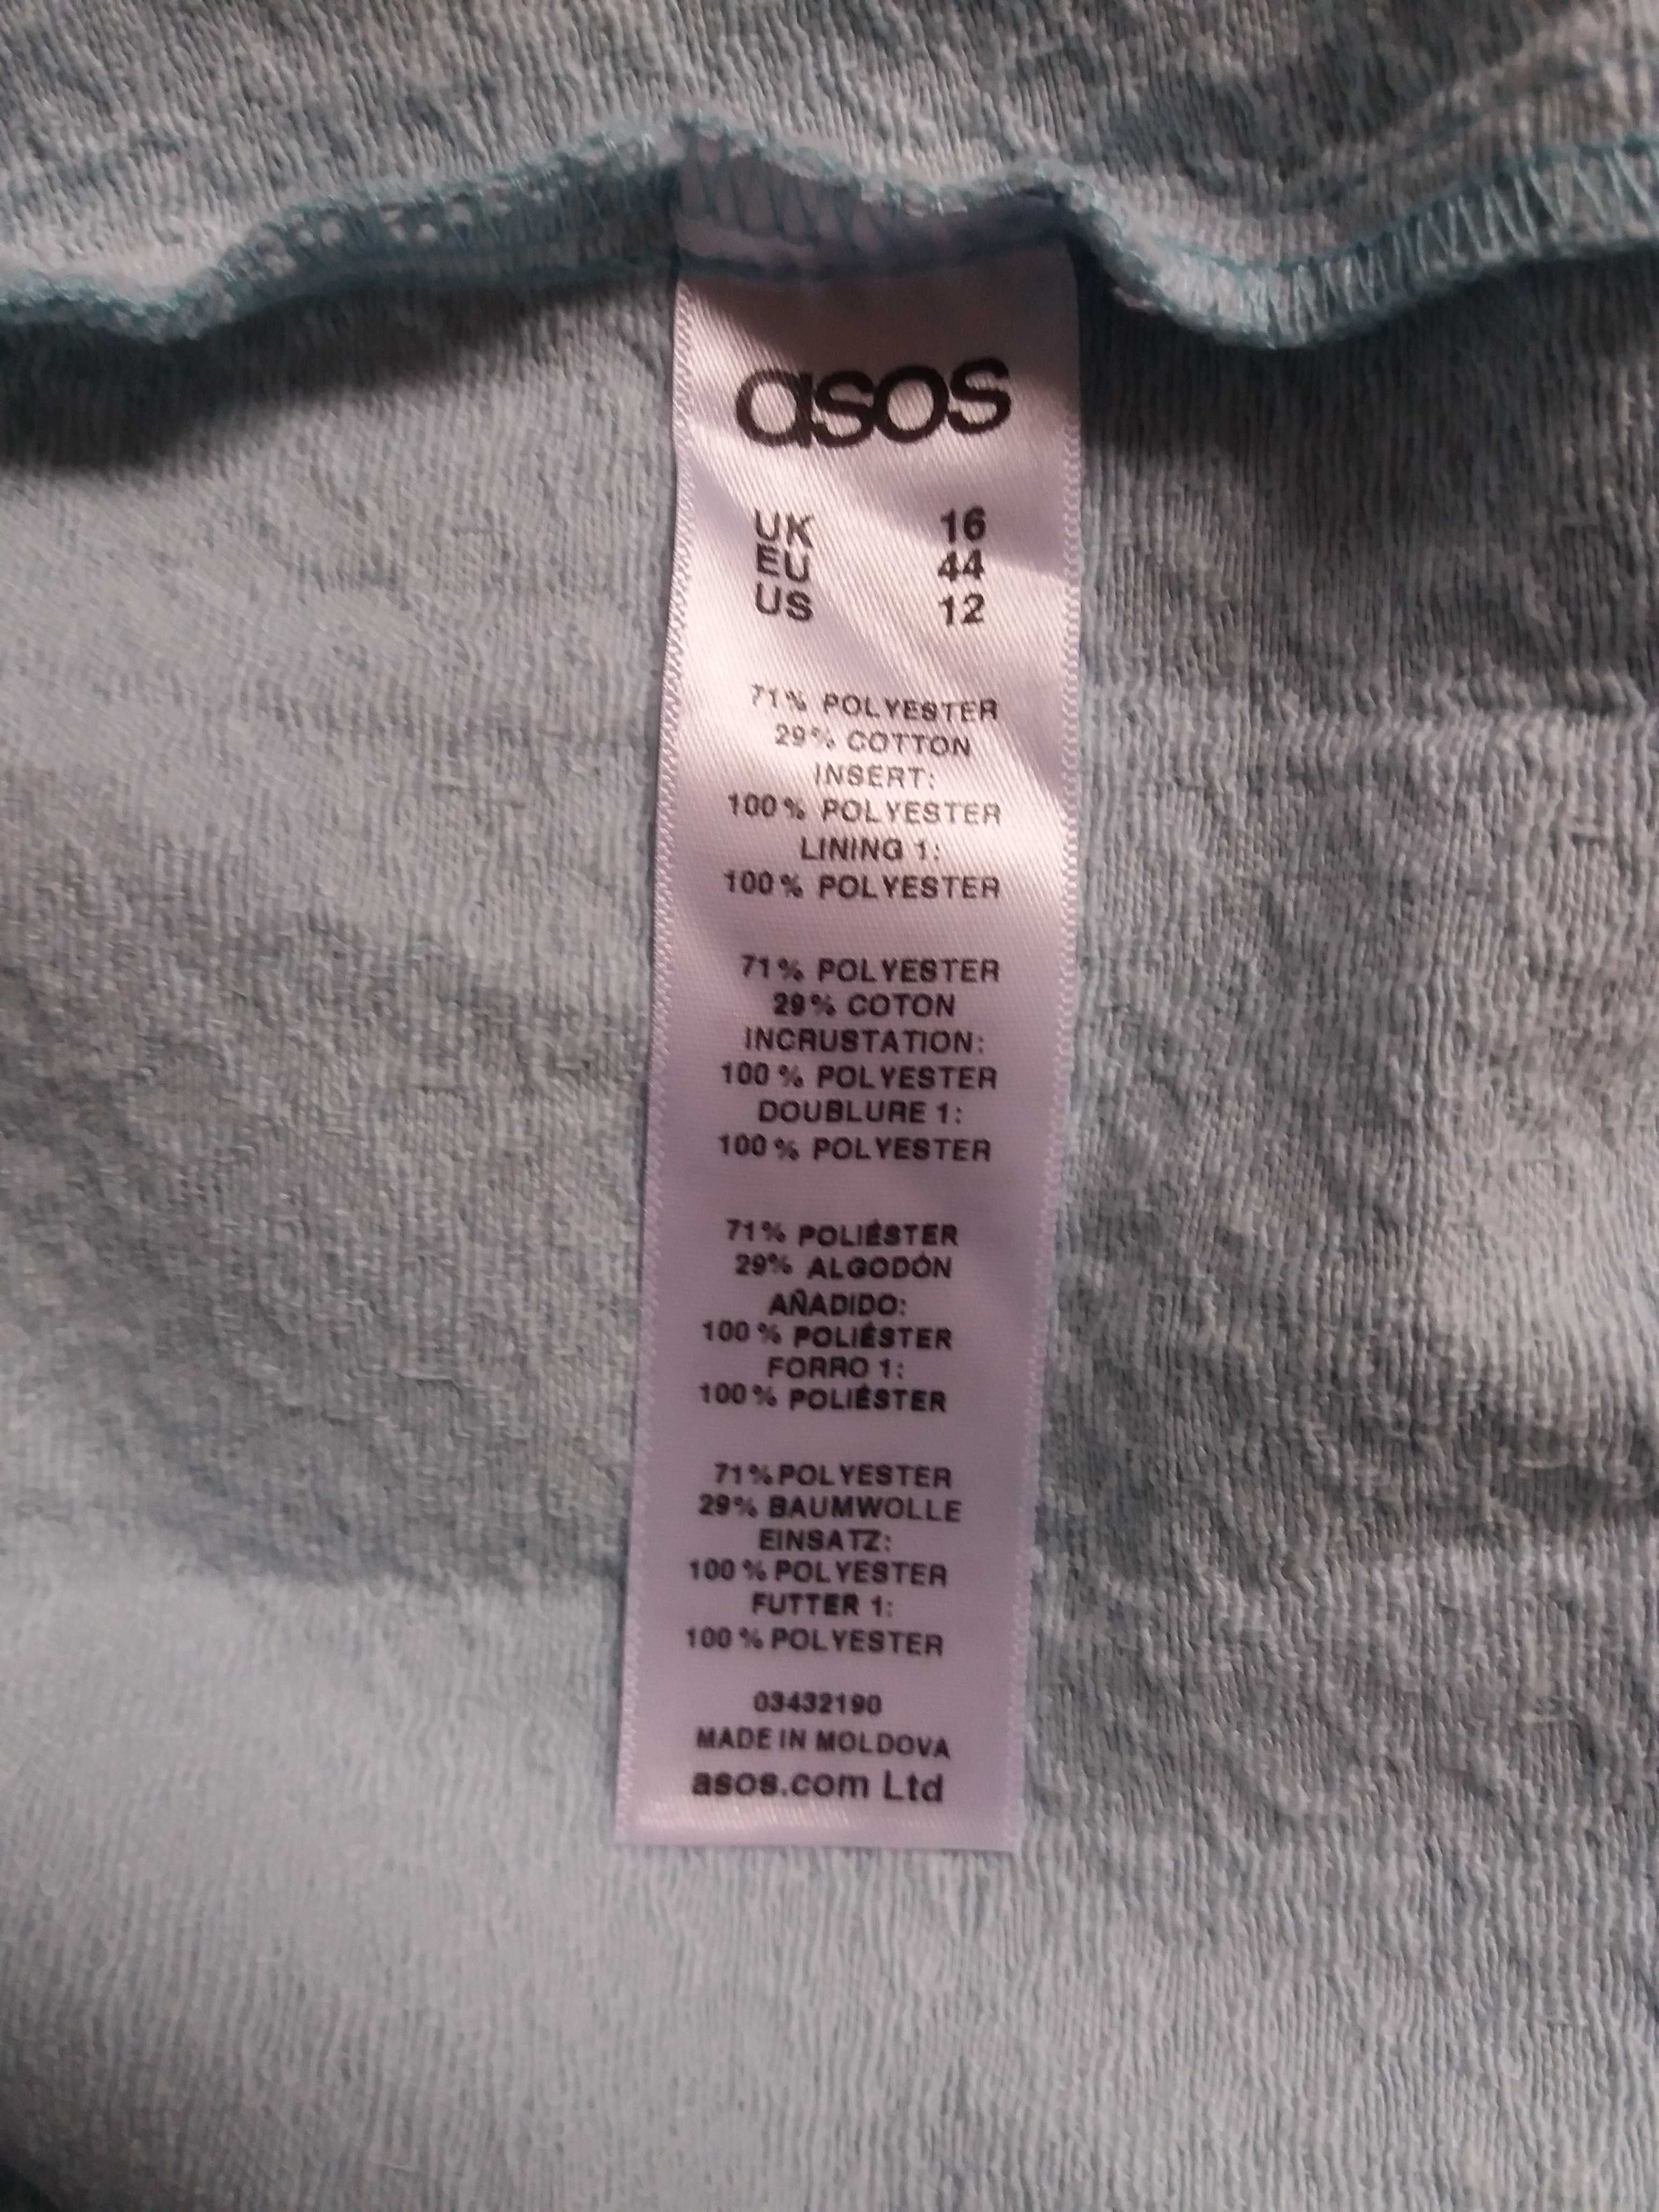 asos
UK 16
EU 44
US 12
71% POLYESTER
29% COTTON
INSERT:
100% POLYESTER
LINING 1:
100% POLYESTER
71% POLYESTER
29% COTON
INCRUSTATION:
100% POLYESTER
DOUBLURE 1:
100% POLYESTER
71% POLIÉSTER
29% ALGODÓN
AÑADIDO:
100% POLIÉSTER
FORRO 1:
100% POLIÉSTER
71% POLYESTER
29% BAUMWOLLE
EINSATZ:
100% POLYESTER
FUTTER 1:
100% POLYESTER
03432190
MADE IN MOLDOVA
asos.com Ltd